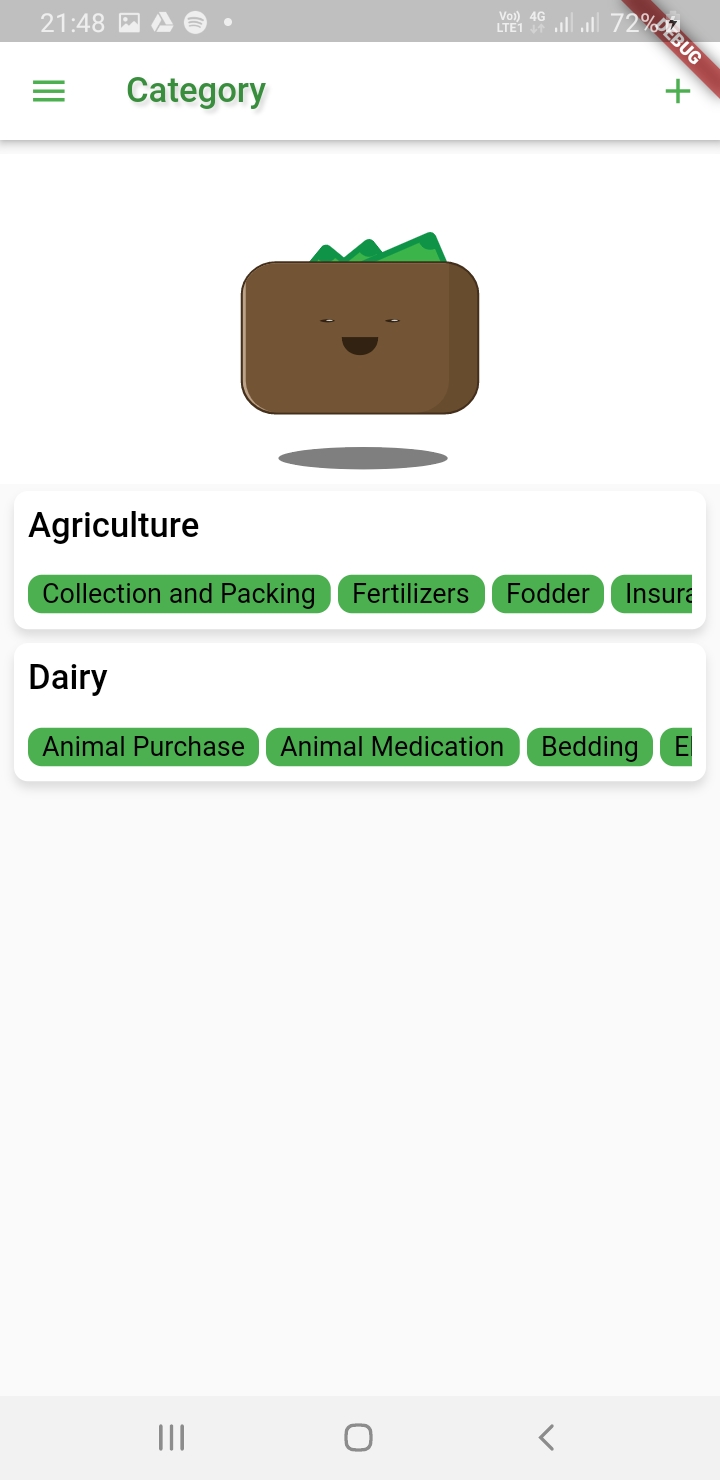 21:48 Vo)) LTE1 4G 72%
DEBUG
Category
Agriculture
Collection and Packing Fertilizers Fodder Insura
Dairy
Animal Purchase Animal Medication Bedding